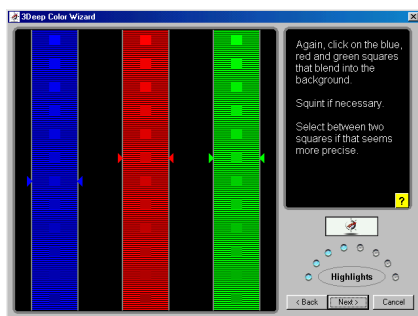 3Deep Color Wizard
Again, click on the blue,
red and green squares
that blend into the
background.
Squint if necessary.
Select between two
squares if that seems
more precise.
?
Highlights
< Back
Next >
Cancel